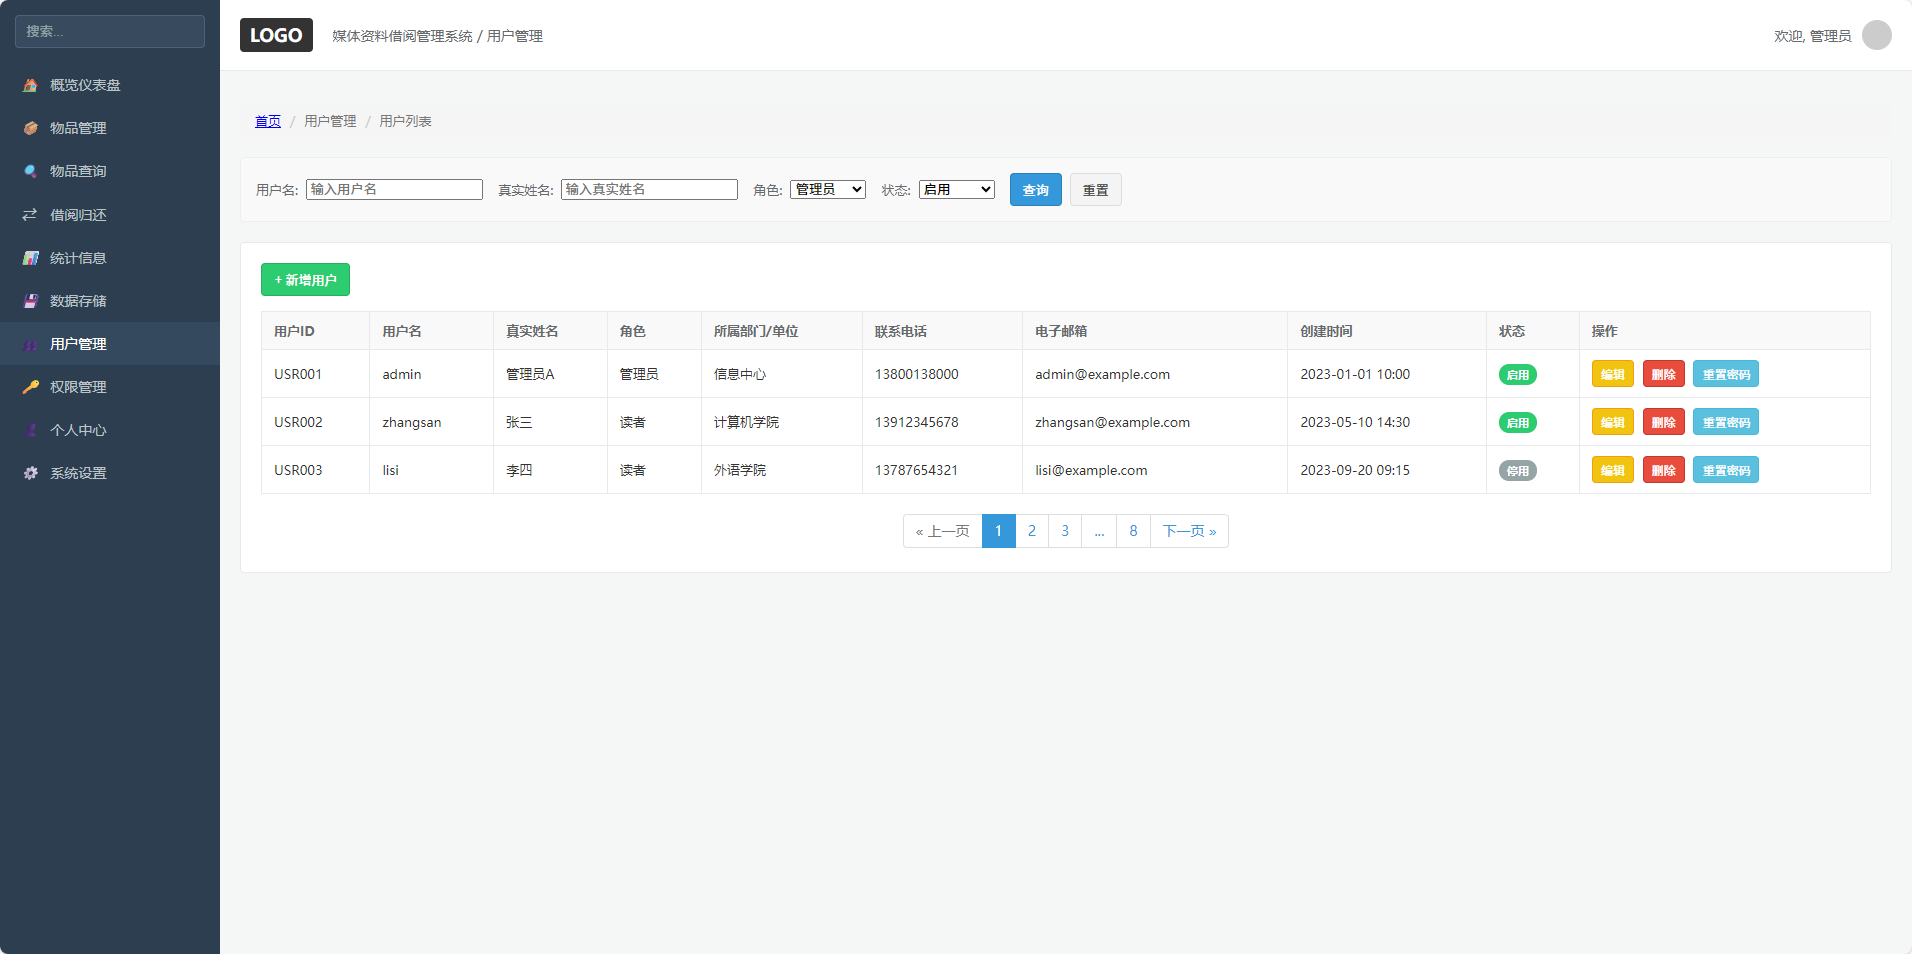 搜索...
概览仪表盘
物品管理
物品查询
借阅归还
统计信息
数据存储
用户管理
权限管理
个人中心
系统设置
LOGO 媒体资料借阅管理系统 / 用户管理 欢迎, 管理员
首页 / 用户管理 / 用户列表
用户名: 输入用户名 真实姓名: 输入真实姓名 角色: 管理员 状态: 启用 查询 重置
+ 新增用户
用户ID 用户名 真实姓名 角色 所属部门/单位 联系电话 电子邮箱 创建时间 状态 操作
USR001 admin 管理员A 管理员 信息中心 13800138000 admin@example.com 2023-01-01 10:00 启用 编辑 删除 重置密码
USR002 zhangsan 张三 读者 计算机学院 13912345678 zhangsan@example.com 2023-05-10 14:30 启用 编辑 删除 重置密码
USR003 lisi 李四 读者 外语学院 13787654321 lisi@example.com 2023-09-20 09:15 停用 编辑 删除 重置密码
« 上一页 1 2 3 ... 8 下一页 »